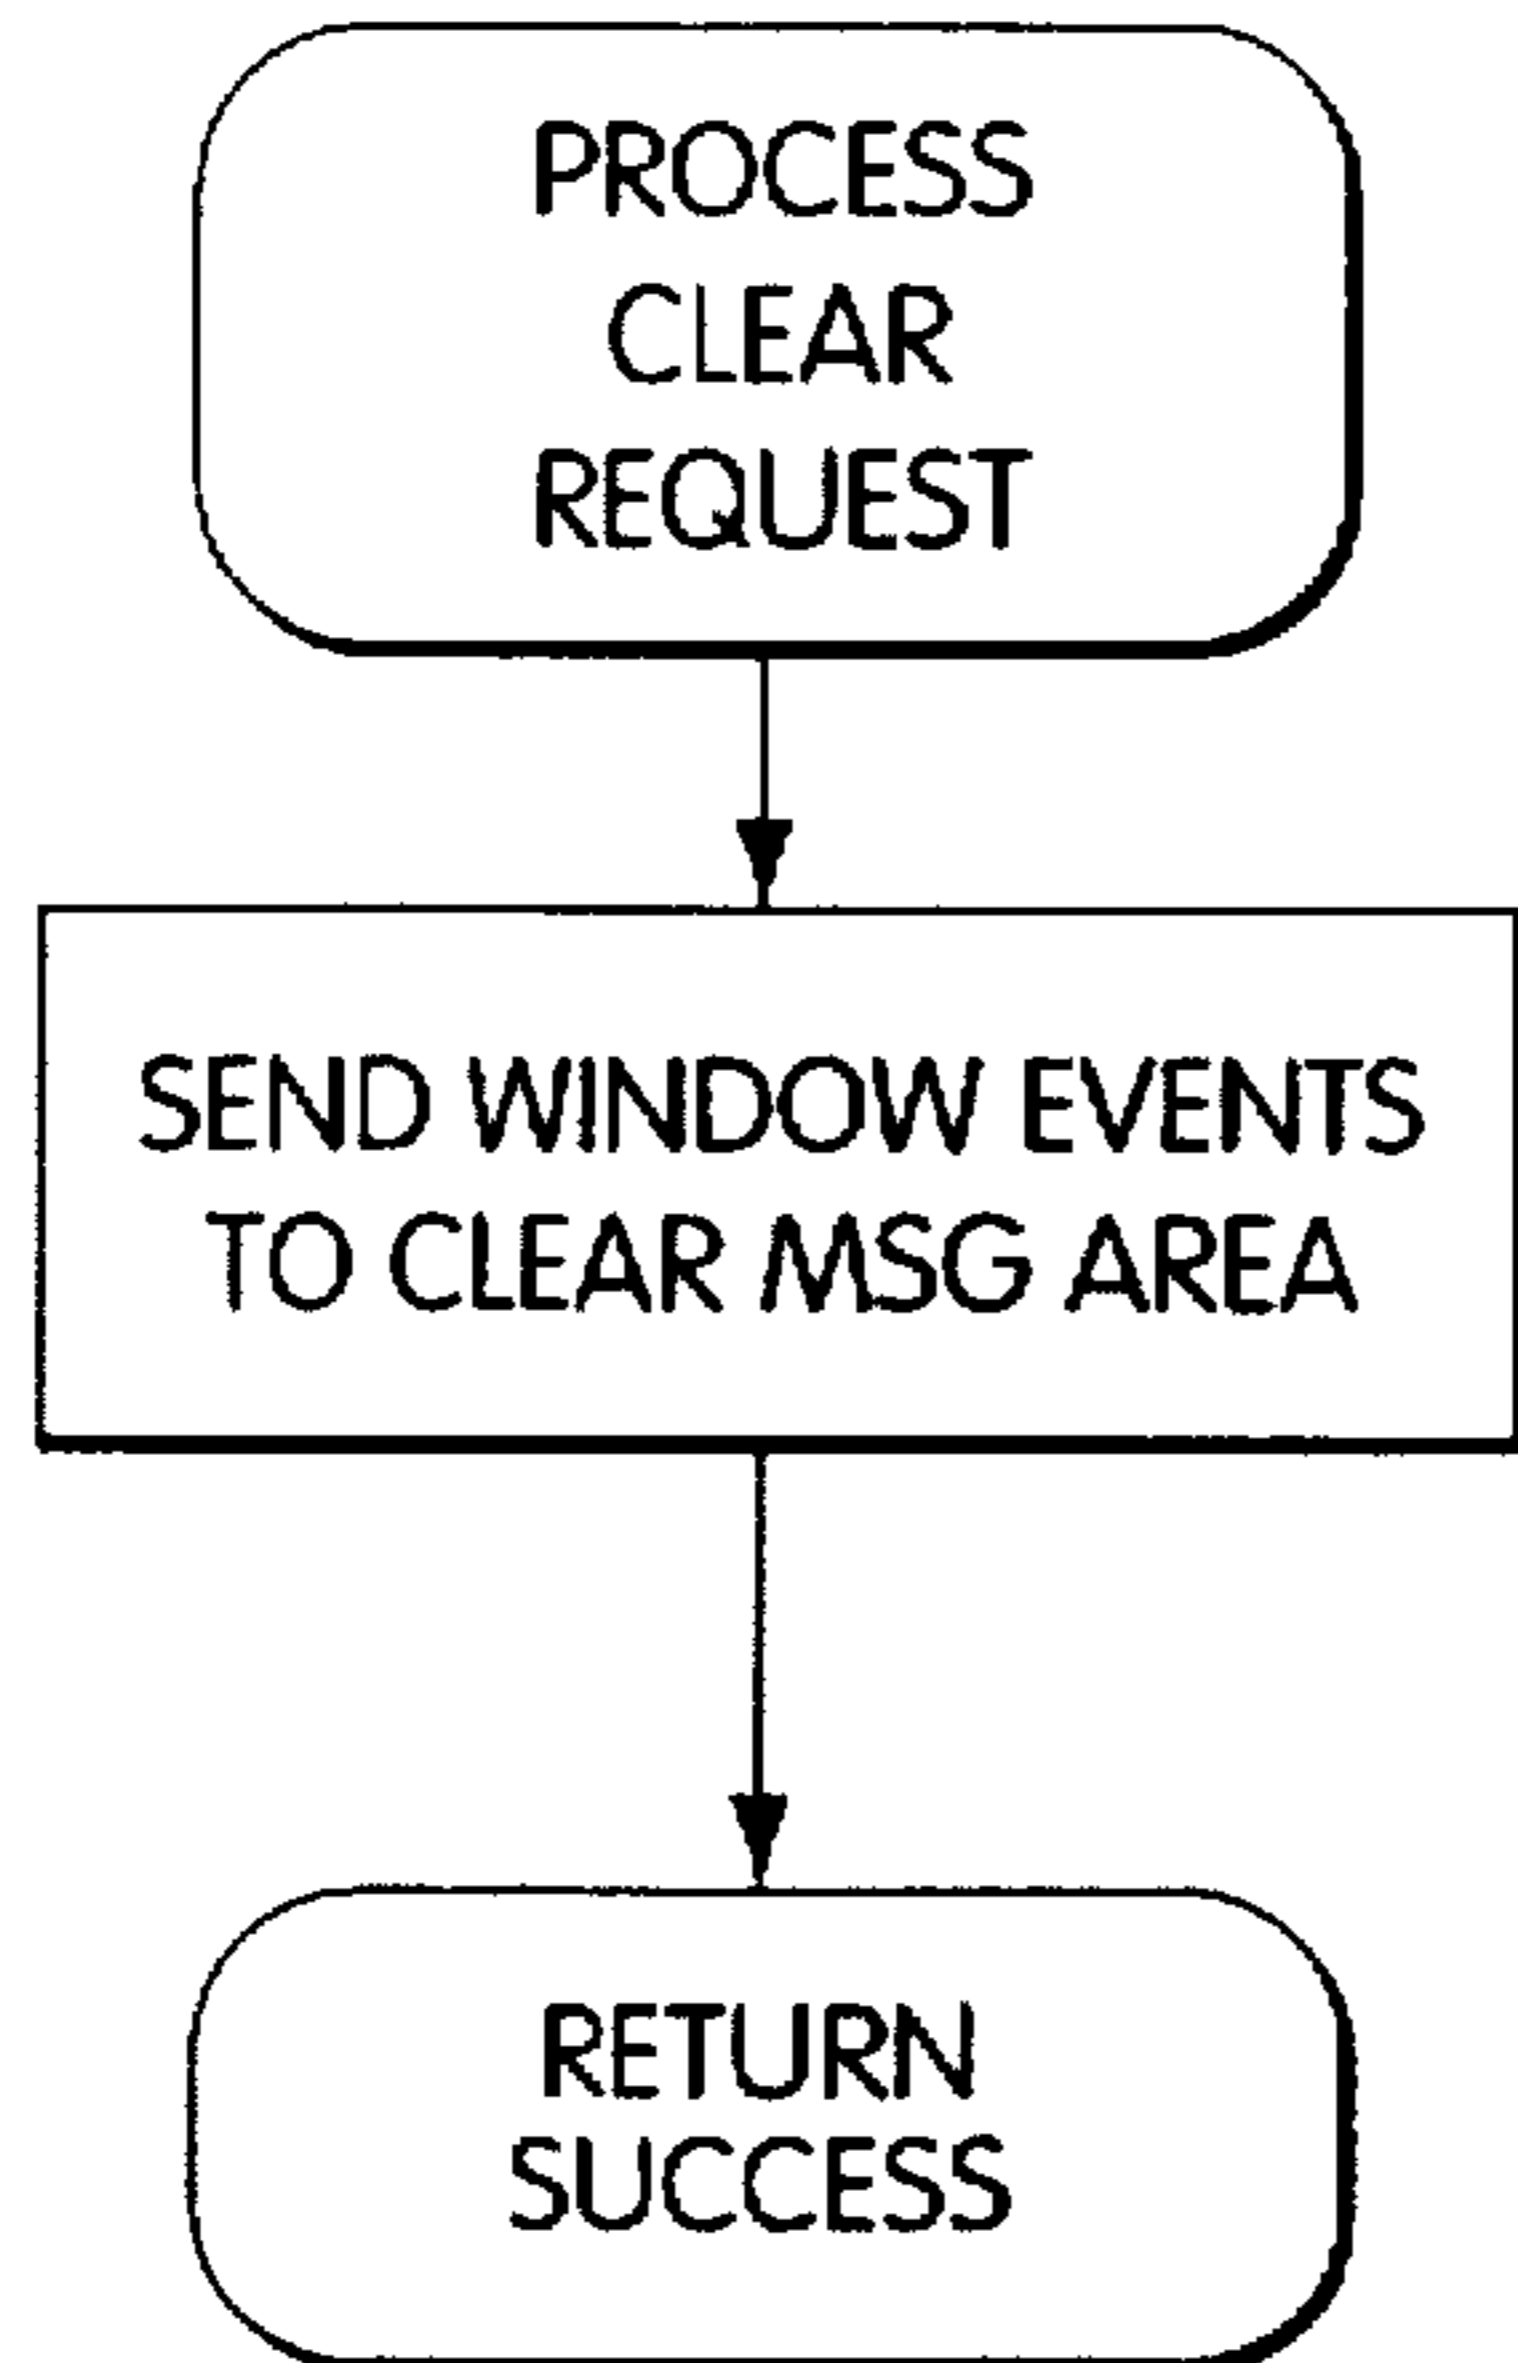 PROCESS
CLEAR
REQUEST
SEND WINDOW EVENTS
TO CLEAR MSG AREA
RETURN
SUCCESS